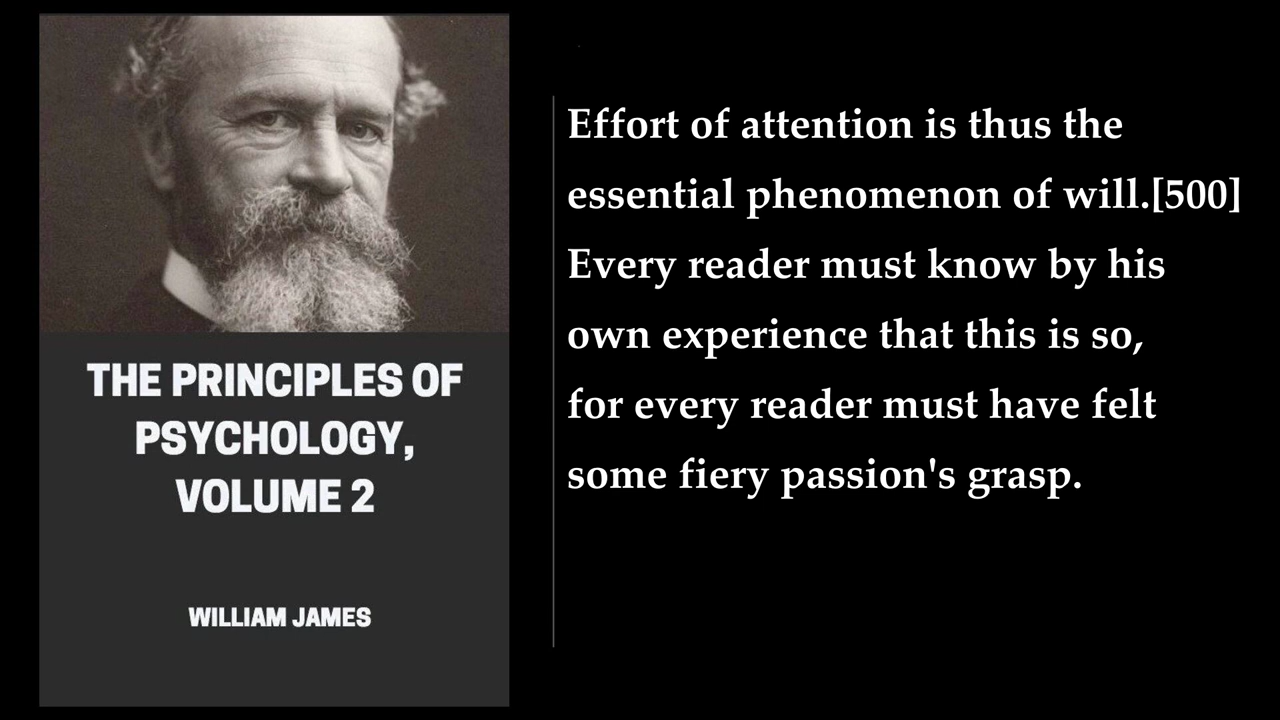 THE PRINCIPLES OF
PSYCHOLOGY,
VOLUME 2
WILLIAM JAMES
Effort of attention is thus the
essential phenomenon of will.[500]
Every reader must know by his
own experience that this is so,
for every reader must have felt
some fiery passion's grasp.